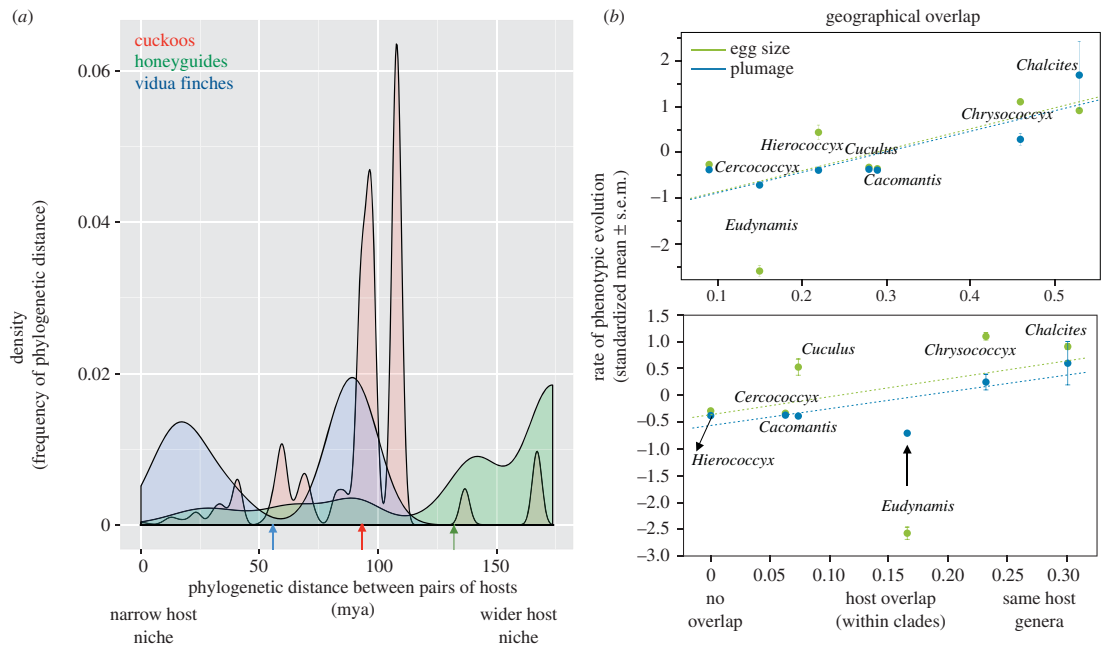 (a)
cuckoos
honeyguides
vidua finches
0.06
0.04
0.02
0
density
(frequency of phylogenetic distance)
0
50
100
150
phylogenetic distance between pairs of hosts
(mya)
narrow host
niche
wider host
niche
(b)
geographical overlap
egg size
plumage
2
1
0
−1
−2
Chalcites
Chrysococcyx
Hierococcyx
Cuculus
Cercococcyx
Cacomantis
Eudynamis
0.1
0.2
0.3
0.4
0.5
rate of phenotypic evolution
(standardized mean ± s.e.m.)
1.5
1.0
0.5
0
−0.5
−1.0
−1.5
−2.0
−2.5
−3.0
Chalcites
Chrysococcyx
Cuculus
Cercococcyx
Cacomantis
Hierococcyx
Eudynamis
0
0.05
0.10
0.15
0.20
0.25
0.30
no
overlap
host overlap
(within clades)
same host
genera